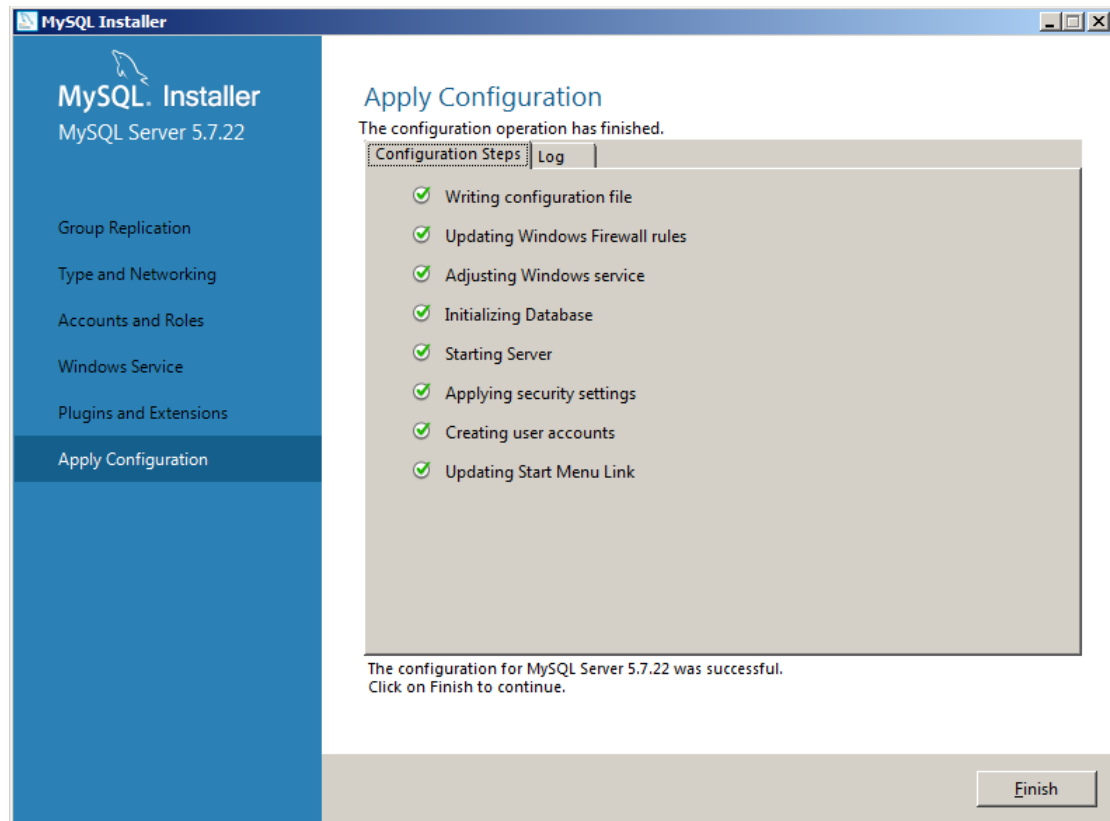 MySQL Installer
MySQL. Installer
MySQL Server 5.7.22
Group Replication
Type and Networking
Accounts and Roles
Windows Service
Plugins and Extensions
Apply Configuration
Apply Configuration
The configuration operation has finished.
Configuration Steps Log
Writing configuration file
Updating Windows Firewall rules
Adjusting Windows service
Initializing Database
Starting Server
Applying security settings
Creating user accounts
Updating Start Menu Link
The configuration for MySQL Server 5.7.22 was successful.
Click on Finish to continue.
Finish